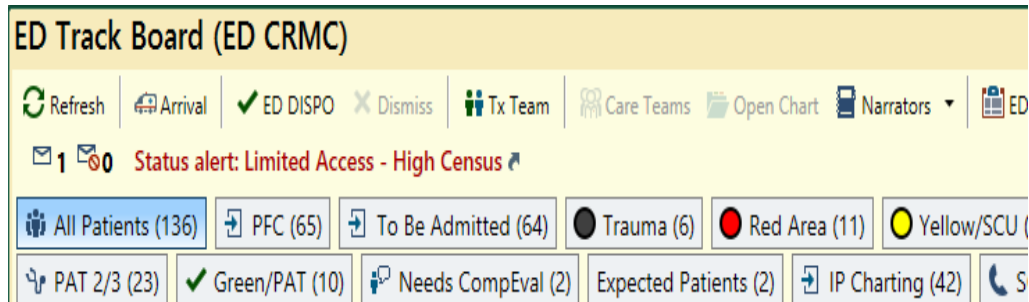 ED Track Board (ED CRMC)
Refresh Arrival ED DISPO Dismiss Tx Team Care Teams Open Chart Narrators ED
1 0 Status alert: Limited Access - High Census
All Patients (136) PFC (65) To Be Admitted (64) Trauma (6) Red Area (11) Yellow/SCU (
PAT 2/3 (23) Green/PAT (10) Needs CompEval (2) Expected Patients (2) IP Charting (42) S